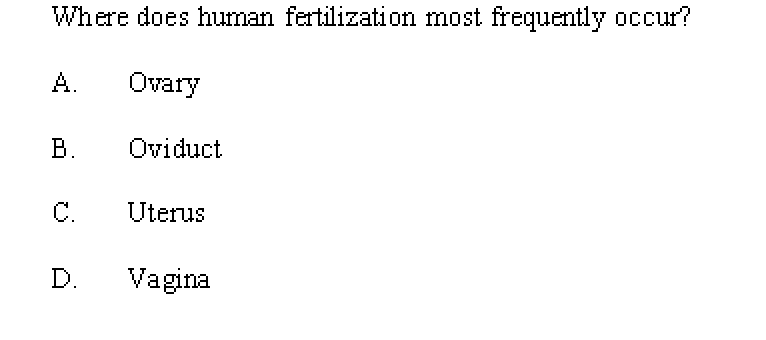 Where does human fertilization most frequently occur?
A. Ovary
B. Oviduct
C. Uterus
D. Vagina